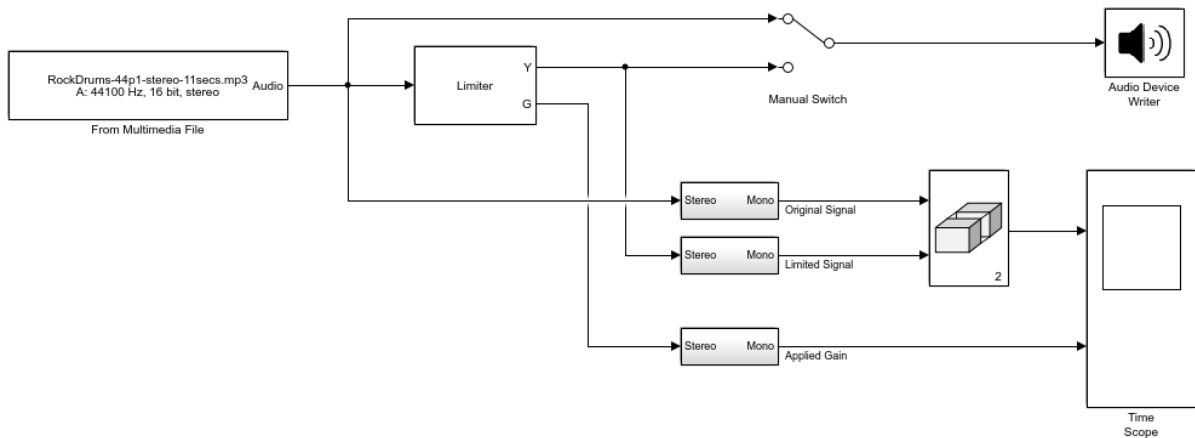 RockDrums-44p1-stereo-11secs.mp3
A: 44100 Hz, 16 bit, stereo
Audio
From Multimedia File
Limiter
Y
G
Manual Switch
Audio Device
Writer
Stereo Mono
Original Signal
Stereo Mono
Limited Signal
2
Stereo Mono
Applied Gain
Time
Scope